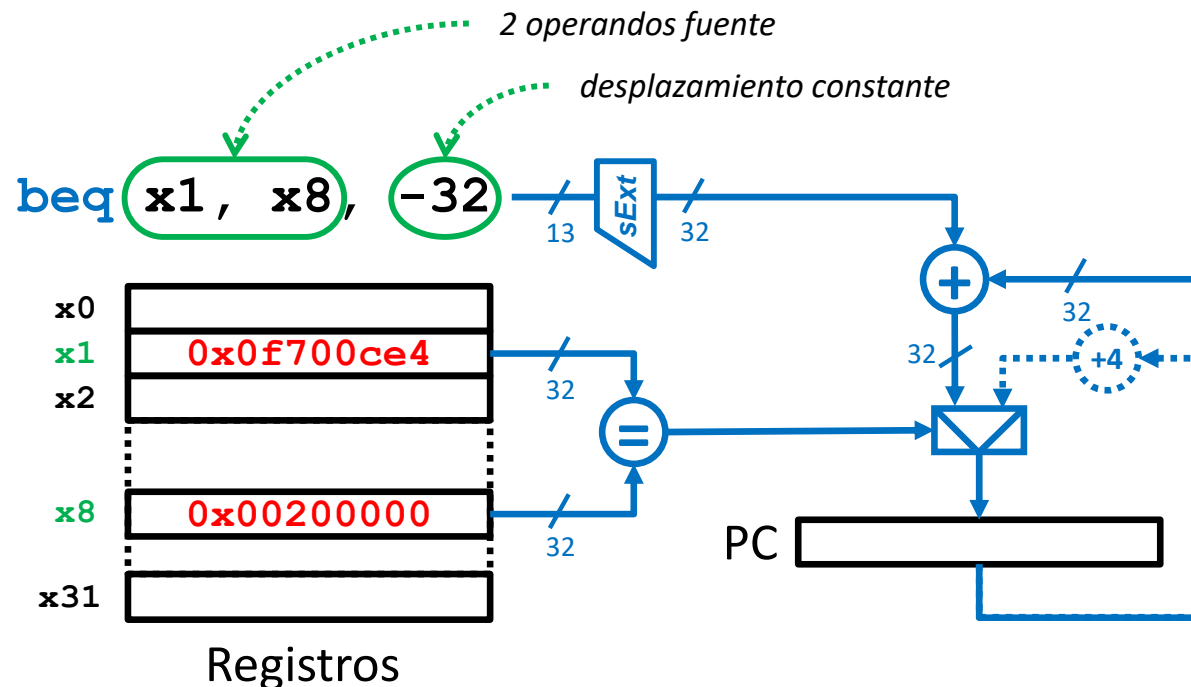 2 operandos fuente
desplazamiento constante
beq x1, x8, -32
sExt
13
32
+
32
x0
x1 0x0f700ce4
32
x2
=
32
+4
x8 0x00200000
32
PC
x31
Registros